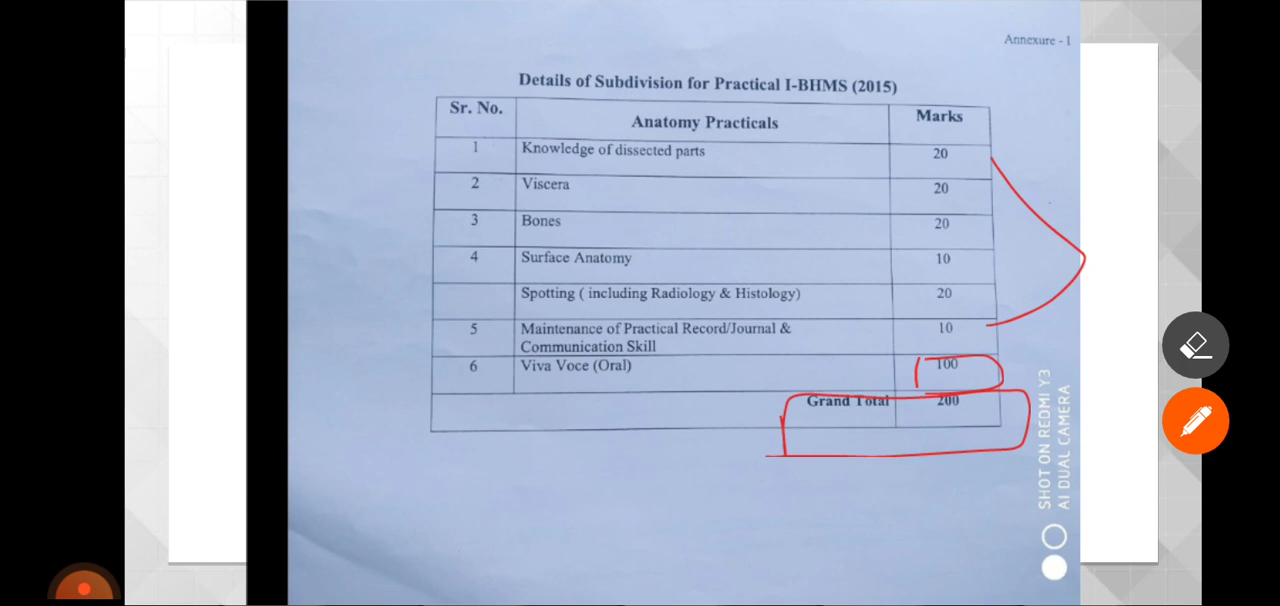 Annexure - 1
Details of Subdivision for Practical I-BHMS (2015)
Sr. No. Anatomy Practicals Marks
1 Knowledge of dissected parts 20
2 Viscera 20
3 Bones 20
4 Surface Anatomy 10
Spotting ( including Radiology & Histology) 20
5 Maintenance of Practical Record/Journal & 10
Communication Skill
6 Viva Voce (Oral) 100
Grand Total 200
SHOT ON REDMI Y3
AI DUAL CAMERA